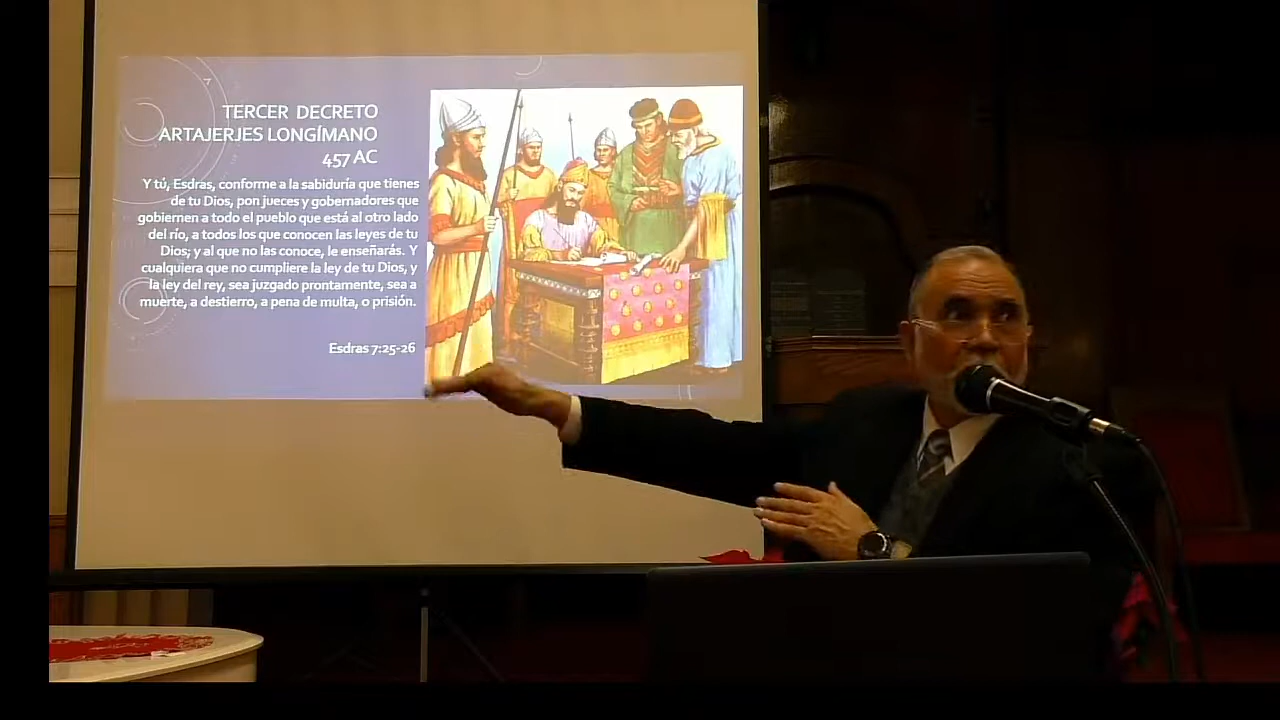 TERCER DECRETO
ARTAJERJES LONGÍMANO
457 AC
Y tú, Esdras, conforme a la sabiduría que tienes
de tu Dios, pon jueces y gobernadores que
gobiernen a todo el pueblo que está al otro lado
del río, a todos los que conocen las leyes de tu
Dios; y al que no las conoce, le enseñarás. Y
cualquiera que no cumpliere la ley de tu Dios, y
la ley del rey, sea juzgado prontamente, sea a
muerte, a destierro, a pena de multa, o prisión.
Esdras 7:25-26